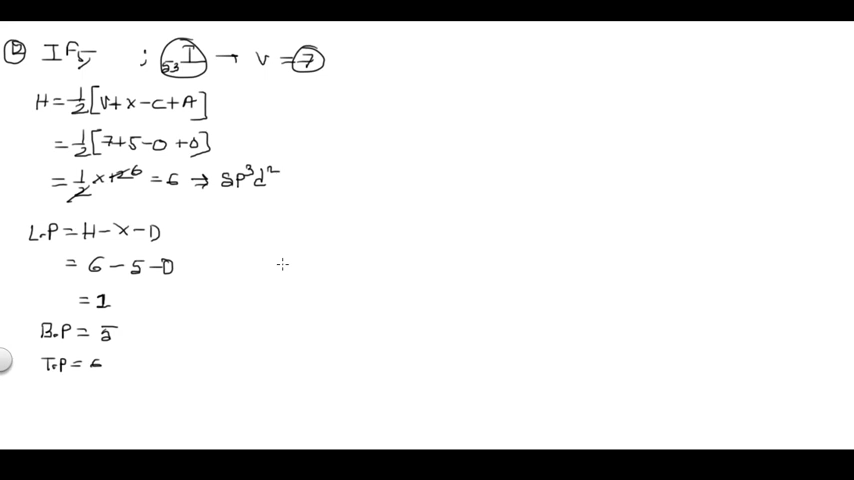 b IF5 ; 53I → V = 7
H = 1/2 [V+X-C+A]
= 1/2 [7+5-0+0]
= 1/2 × 12 6 = 6 ⇒ SP³d²
L.P = H-X-D
= 6-5-0
= 1
B.P = 5
T.P = 6